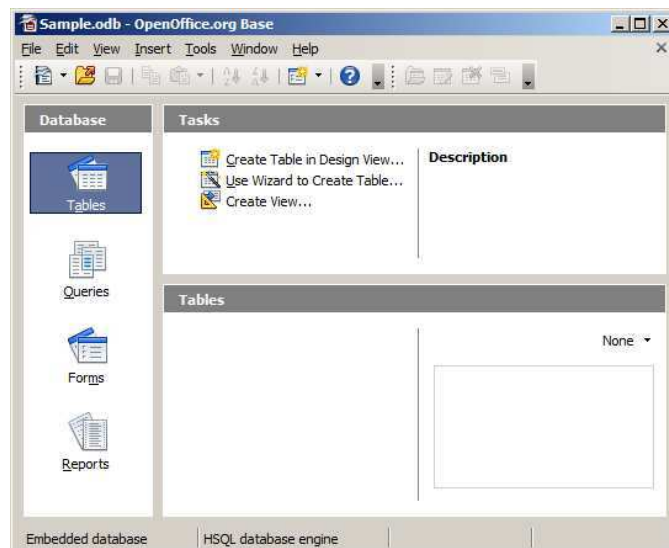 Sample.odb - OpenOffice.org Base
File Edit View Insert Tools Window Help
Database
Tasks
Tables
Queries
Forms
Reports
Create Table in Design View...
Use Wizard to Create Table...
Create View...
Description
Tables
None
Embedded database
HSQL database engine